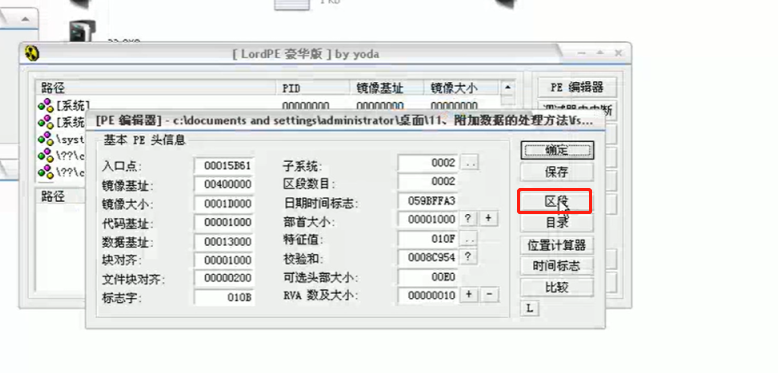 1 KB
[ LordPE 豪华版 ] by yoda
路径 PID 镜像基址 镜像大小
PE 编辑器
[系统] 00000000 00000000 00000000
[PE 编辑器] - c:\documents and settings\administrator\桌面\11、附加数据的处理方法\fs...
[系统
\syst
\??\c
\??\c
路径
基本 PE 头信息
入口点: 00015B61 子系统: 0002 ..
镜像基址: 00400000 区段数目: 0002
镜像大小: 0001D000 日期时间标志: 059BFFA3
代码基址: 00001000 部首大小: 00001000 ? +
数据基址: 00013000 特征值: 010F ..
块对齐: 00001000 校验和: 0008C954 ?
文件块对齐: 00000200 可选头部大小: 00E0
标志字: 010B RVA 数及大小: 00000010 + -
确定
保存
区段
目录
位置计算器
时间标志
比较
L